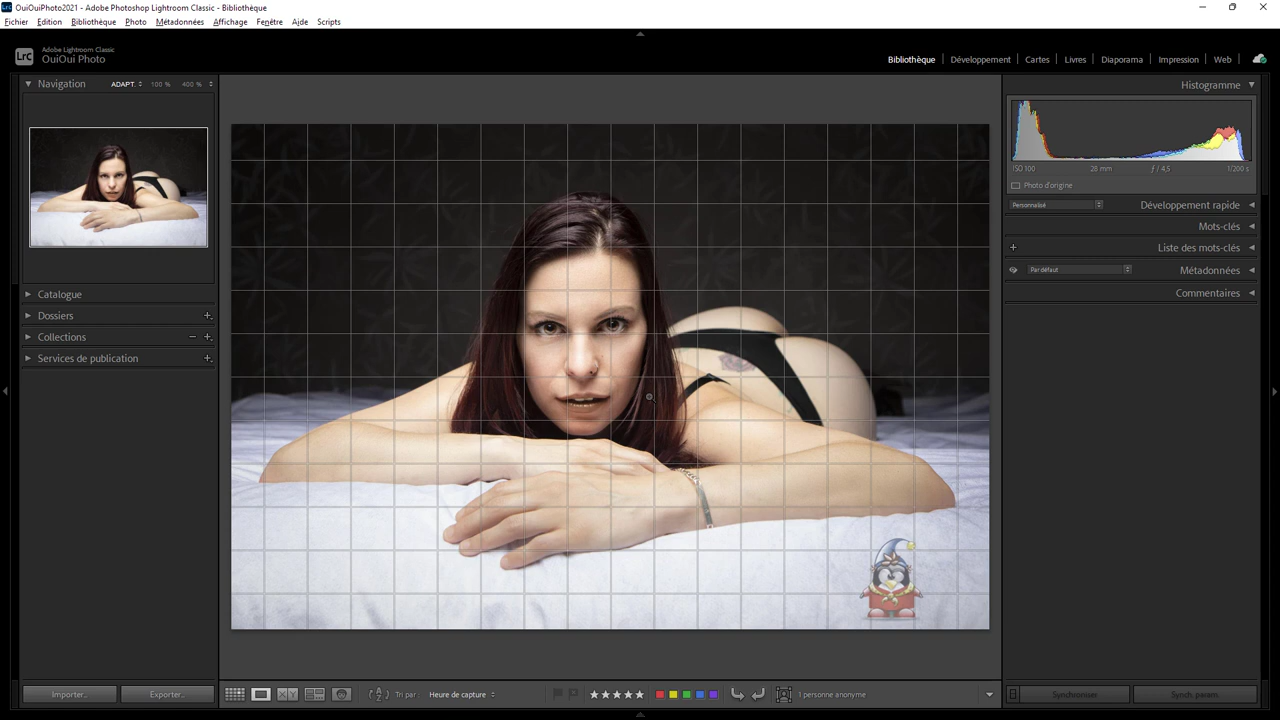 OuiOuiPhoto2021 - Adobe Photoshop Lightroom Classic - Bibliothèque
Fichier Edition Bibliothèque Photo Métadonnées Affichage Fenêtre Aide Scripts
Lrc
Adobe Lightroom Classic
OuiOui Photo
Bibliothèque Développement Cartes Livres Diaporama Impression Web
Navigation ADAPT. 100 % 400 %
Catalogue
Dossiers
Collections
Services de publication
Importer... Exporter...
Tri par Heure de capture
1 personne anonyme
Histogramme
ISO 100 28 mm ƒ / 4,5 1/200 s
Photo d'origine
Personnalisé Développement rapide
Mots-clés
Liste des mots-clés
Par défaut Métadonnées
Commentaires
Synchroniser Synch. params